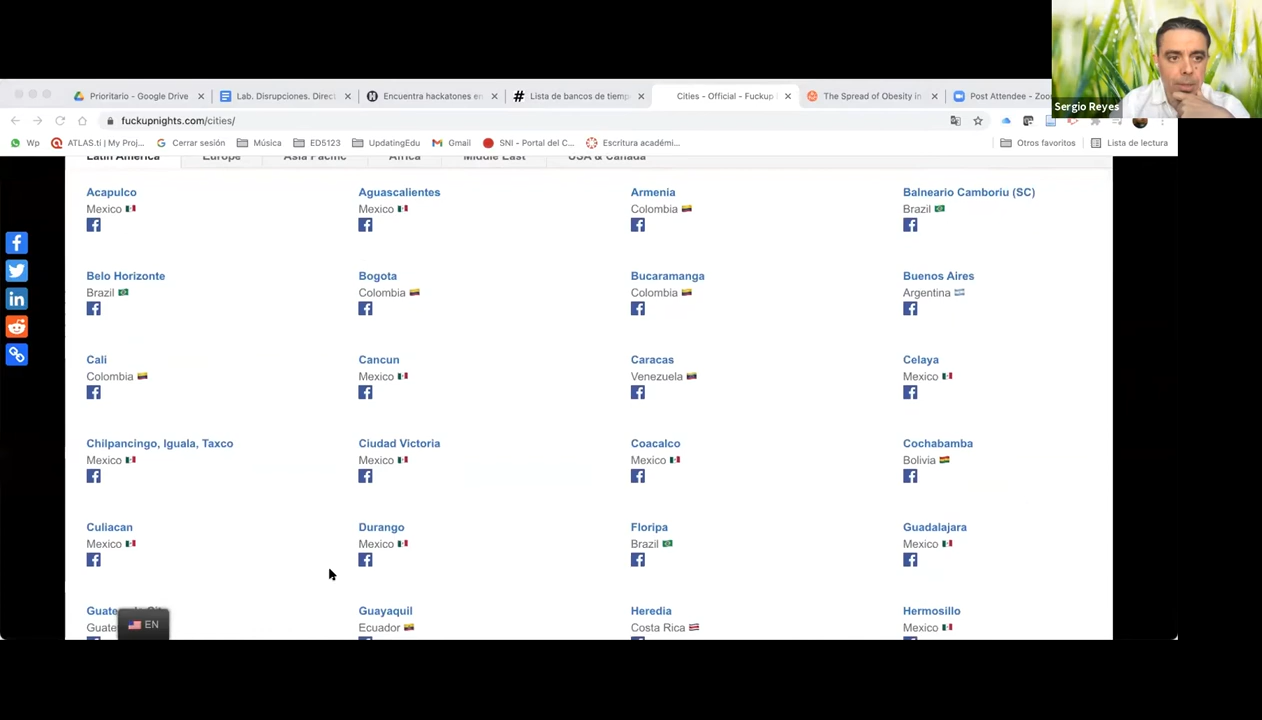 Sergio Reyes
Prioritario - Google Drive
Lab. Disrupciones, Direct
Encuentra hackatones en
Lista de bancos de tiemp
Cities - Official - Fuckup
The Spread of Obesity in
Post Attendee - Zoo
fuckupnights.com/cities/
Wp
ATLAS.ti | My Proj...
Cerrar sesión
Música
ED5123
UpdatingEdu
Gmail
SNI - Portal del C...
Escritura académi...
Otros favoritos
Lista de lectura
Latin America
Europe
Asia Pacific
Africa
Middle East
USA & Canada
Acapulco
Mexico
Aguascalientes
Mexico
Armenia
Colombia
Balneario Camboriu (SC)
Brazil
Belo Horizonte
Brazil
Bogota
Colombia
Bucaramanga
Colombia
Buenos Aires
Argentina
Cali
Colombia
Cancun
Mexico
Caracas
Venezuela
Celaya
Mexico
Chilpancingo, Iguala, Taxco
Mexico
Ciudad Victoria
Mexico
Coacalco
Mexico
Cochabamba
Bolivia
Culiacan
Mexico
Durango
Mexico
Floripa
Brazil
Guadalajara
Mexico
Guayaquil
Ecuador
Heredia
Costa Rica
Hermosillo
Mexico
EN